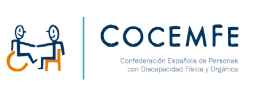 COCEMFE
Confederación Española de Personas
con Discapacidad Física y Orgánica